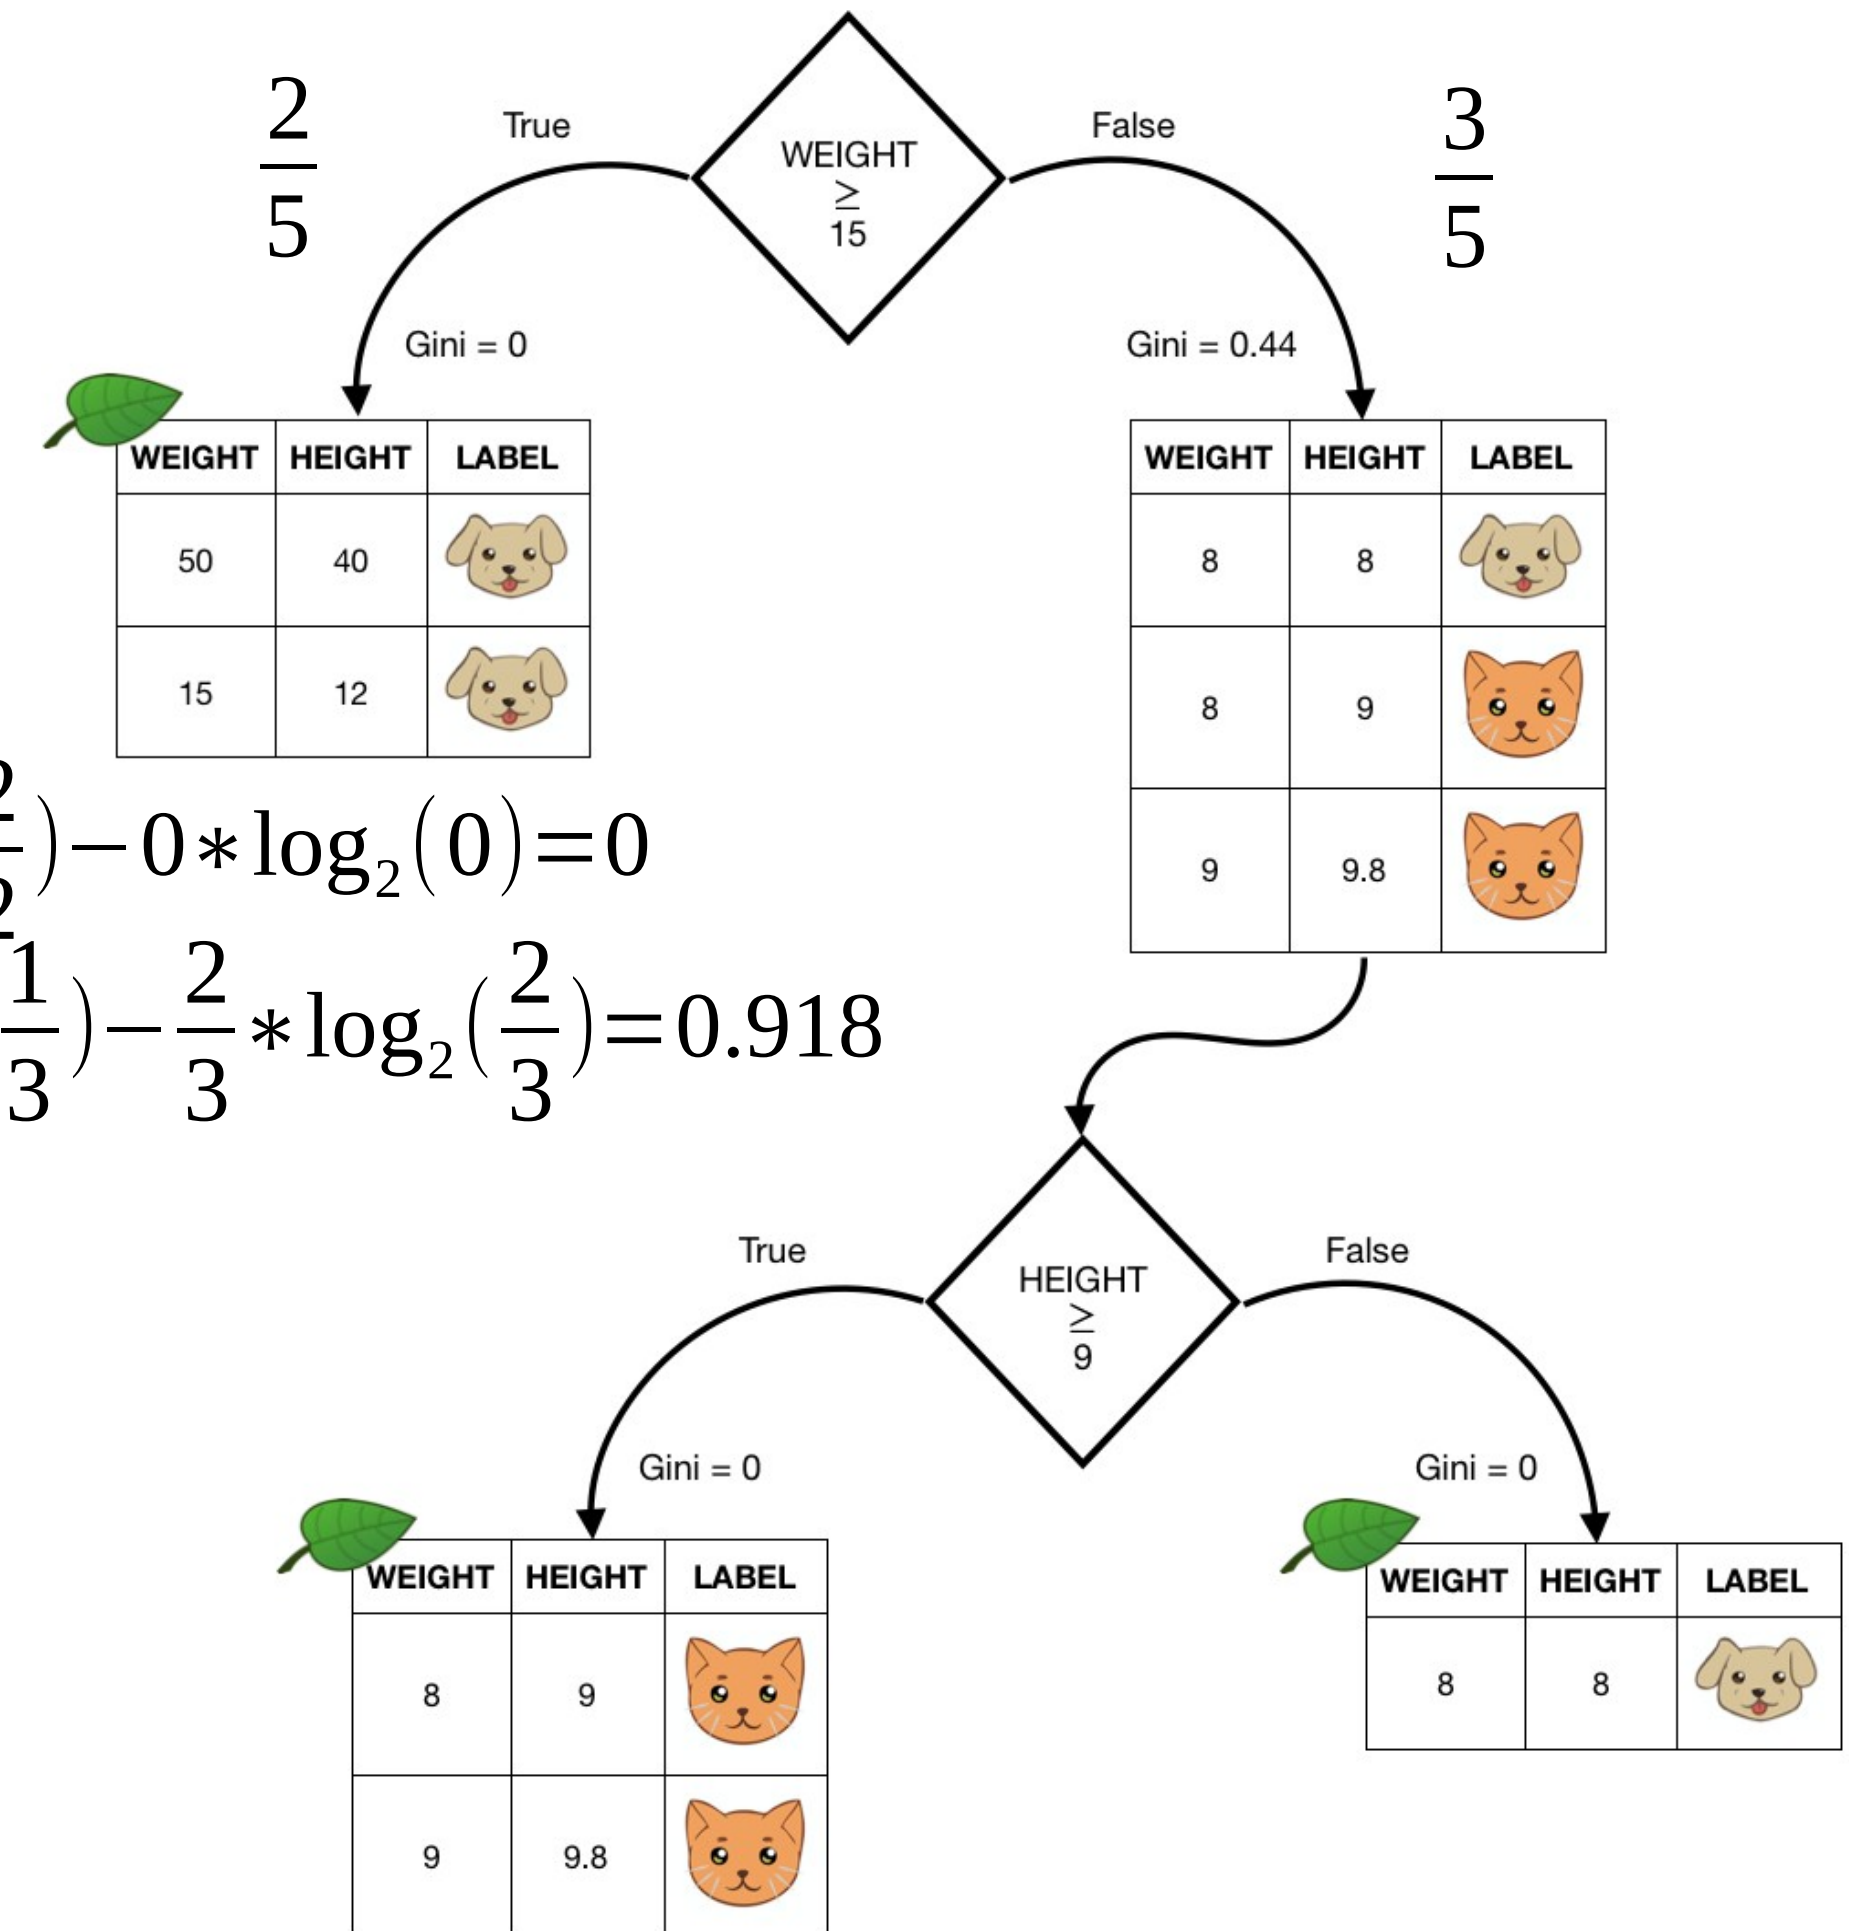 2/5
True
WEIGHT
≥
15
False
3/5
Gini = 0
Gini = 0.44
WEIGHT HEIGHT LABEL
50 40
15 12
WEIGHT HEIGHT LABEL
8 8
8 9
9 9.8
2/2)−0*log₂(0)=0
1/3)−2/3*log₂(2/3)=0.918
True
HEIGHT
≥
9
False
Gini = 0
Gini = 0
WEIGHT HEIGHT LABEL
8 9
9 9.8
WEIGHT HEIGHT LABEL
8 8